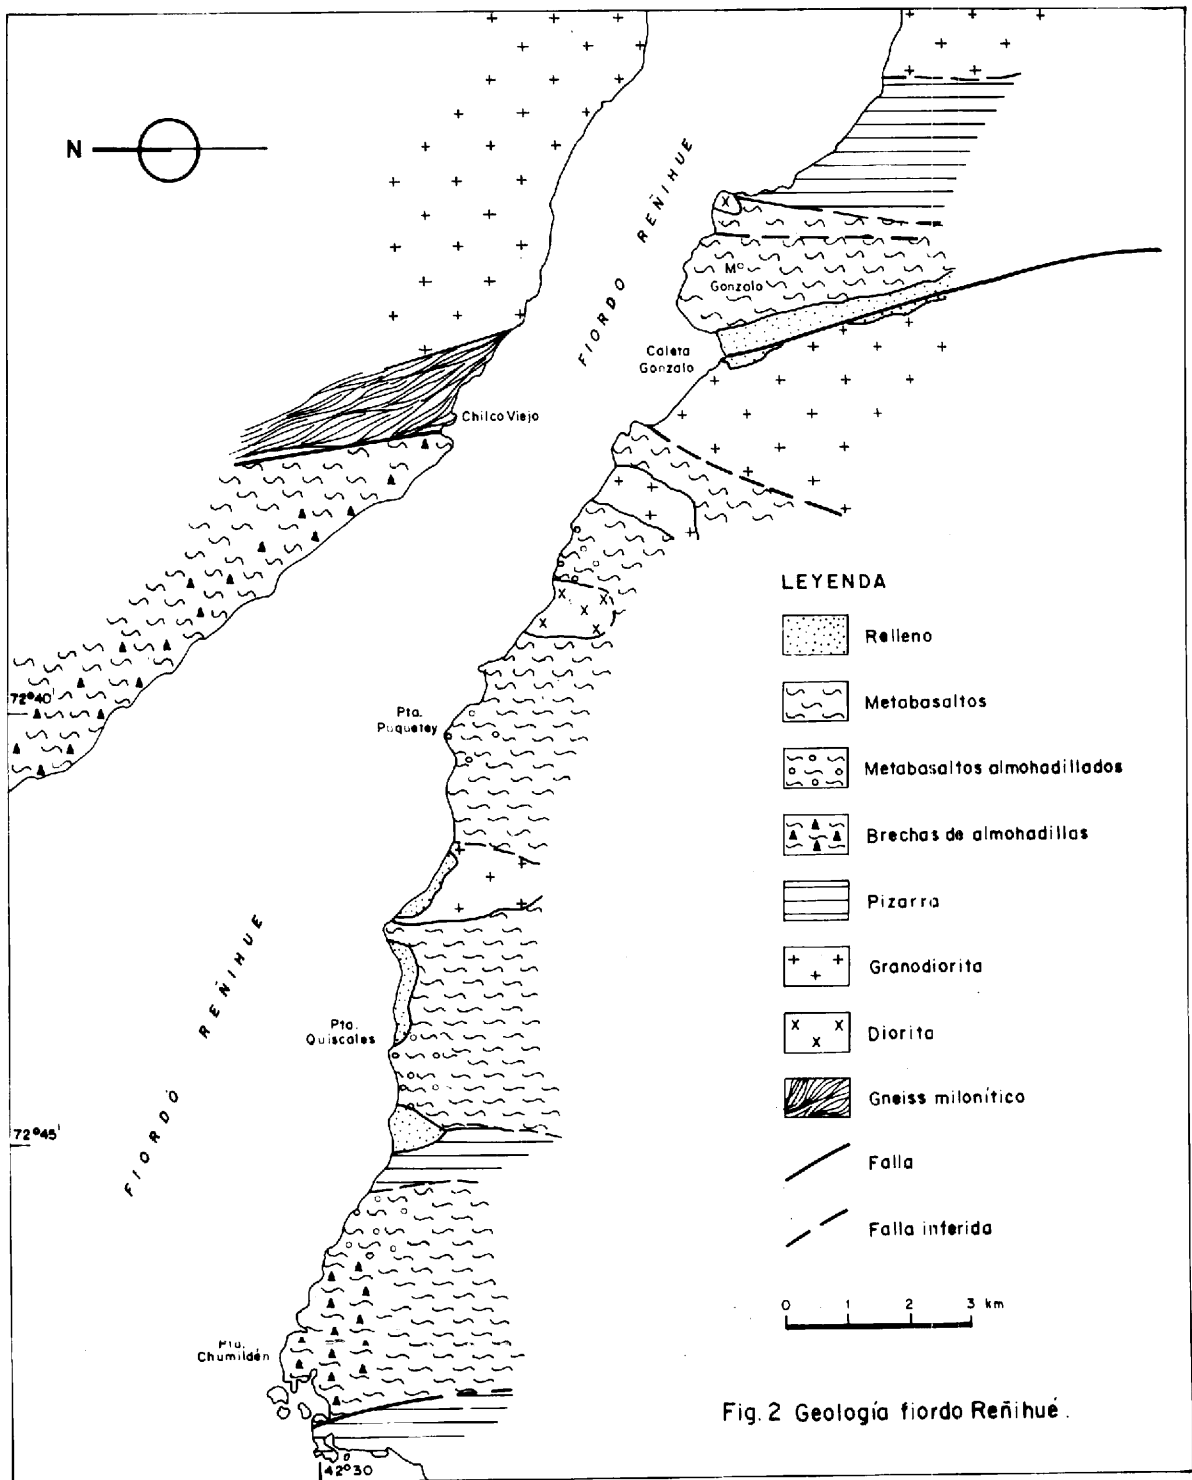 N
FIORDO REÑIHUE
Mº
Gonzalo
Caleta
Gonzalo
Chilco Viejo
72º40'
Pta.
Puquetey
FIORDO REÑIHUE
Pta.
Quiscales
72º45'
Pta.
Chumildén
42º30
LEYENDA
Relleno
Metabasaltos
Metabasaltos almohadillados
Brechas de almohadillas
Pizarra
Granodiorita
Diorita
Gneiss milonítico
Falla
Falla inferida
0 1 2 3 km
Fig. 2 Geología fiordo Reñihué.